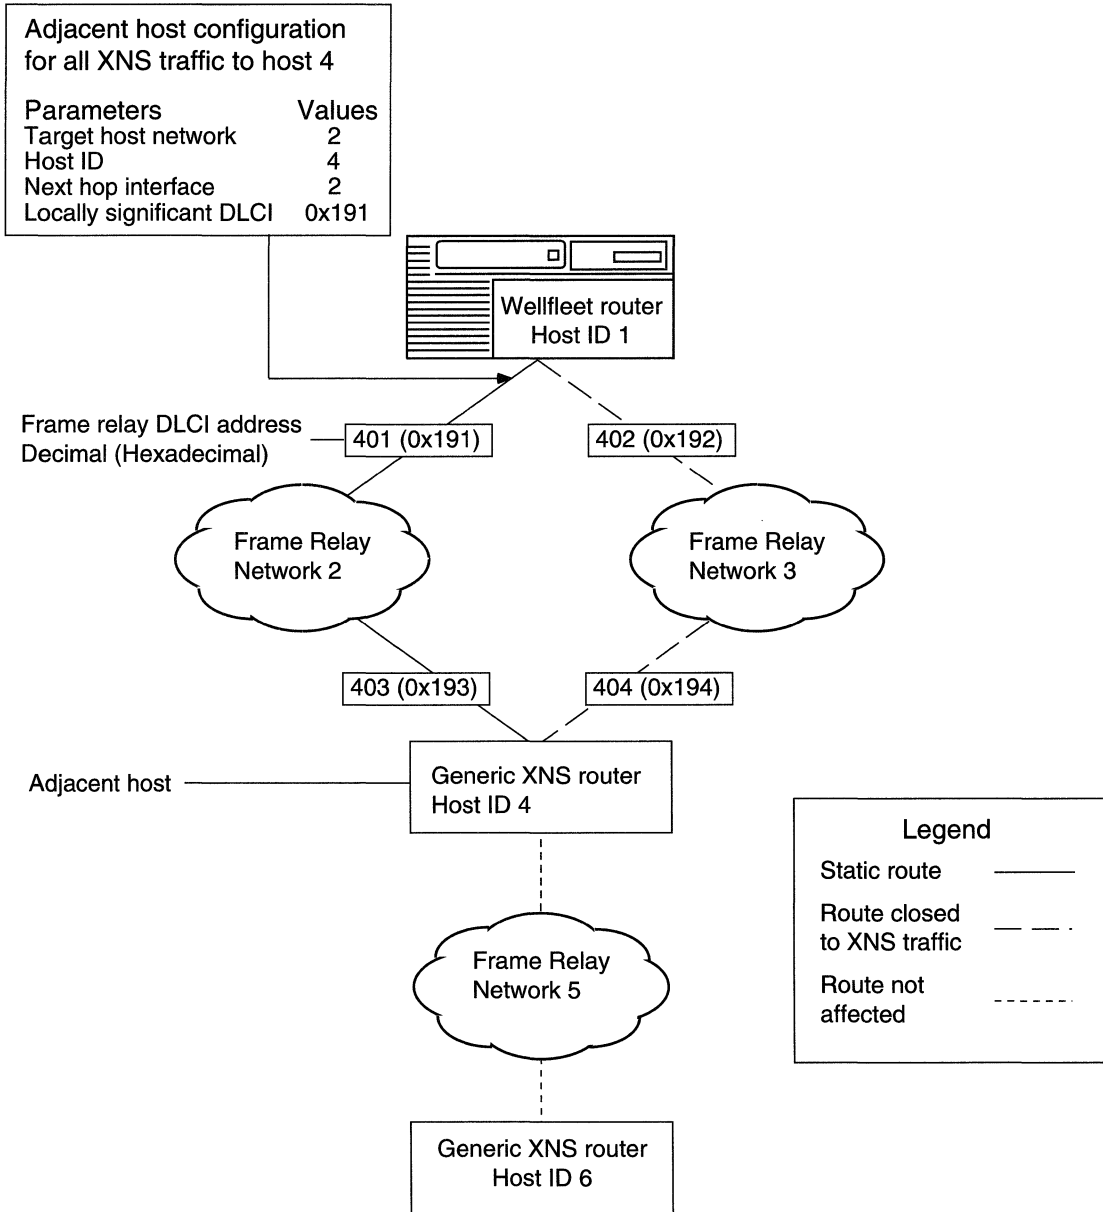 Adjacent host configuration
for all XNS traffic to host 4
Parameters Values
Target host network 2
Host ID 4
Next hop interface 2
Locally significant DLCI 0x191
Wellfleet router
Host ID 1
Frame relay DLCI address
Decimal (Hexadecimal)
401 (0x191)
402 (0x192)
Frame Relay
Network 2
Frame Relay
Network 3
403 (0x193)
404 (0x194)
Adjacent host
Generic XNS router
Host ID 4
Legend
Static route
Route closed
to XNS traffic
Route not
affected
Frame Relay
Network 5
Generic XNS router
Host ID 6